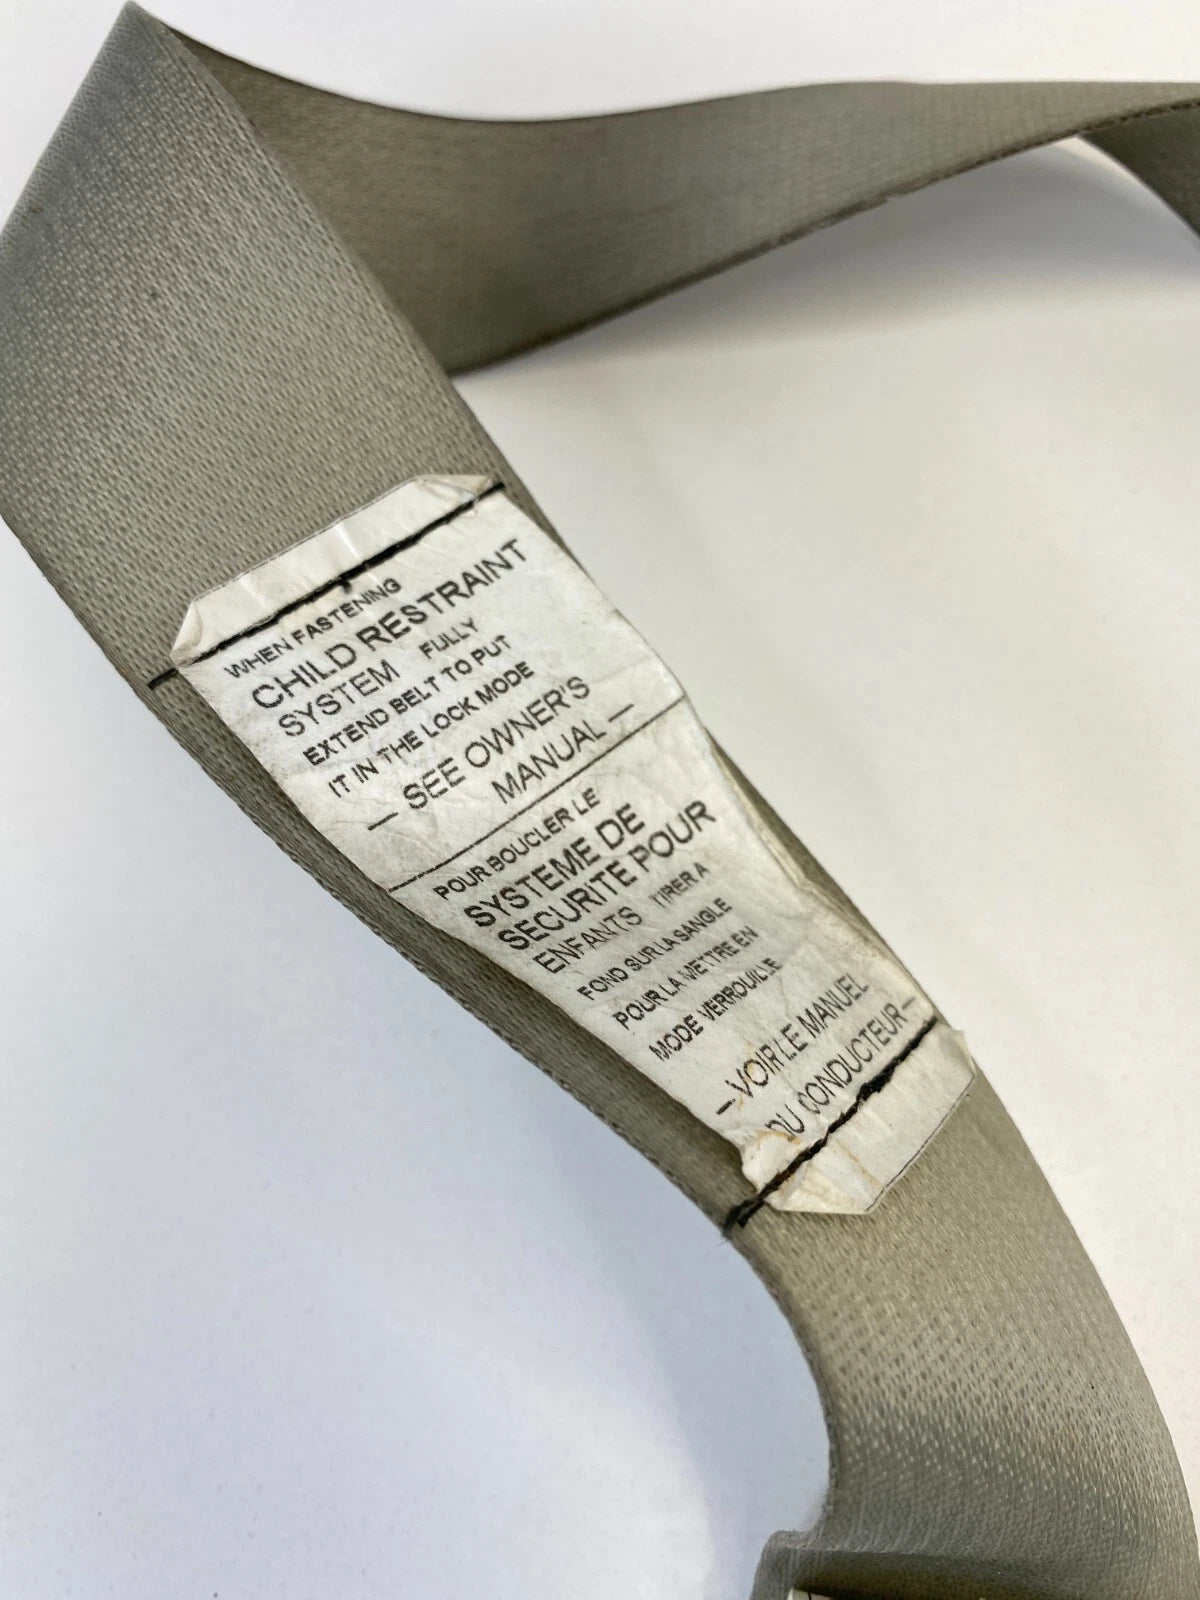 WHEN FASTENING
CHILD RESTRAINT
SYSTEM FULLY
EXTEND BELT TO PUT
IT IN THE LOCK MODE
— SEE OWNER'S
MANUAL —
POUR BOUCLER LE
SYSTEME DE
SECURITE POUR
ENFANTS TIRER A
FOND SUR LA SANGLE
POUR LA METTRE EN
MODE VERROUILLE
— VOIR LE MANUEL
DU CONDUCTEUR —